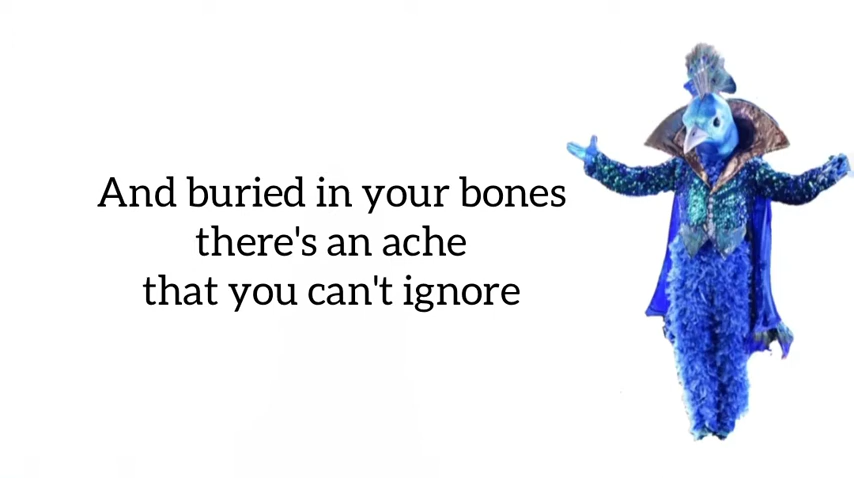 And buried in your bones
there's an ache
that you can't ignore